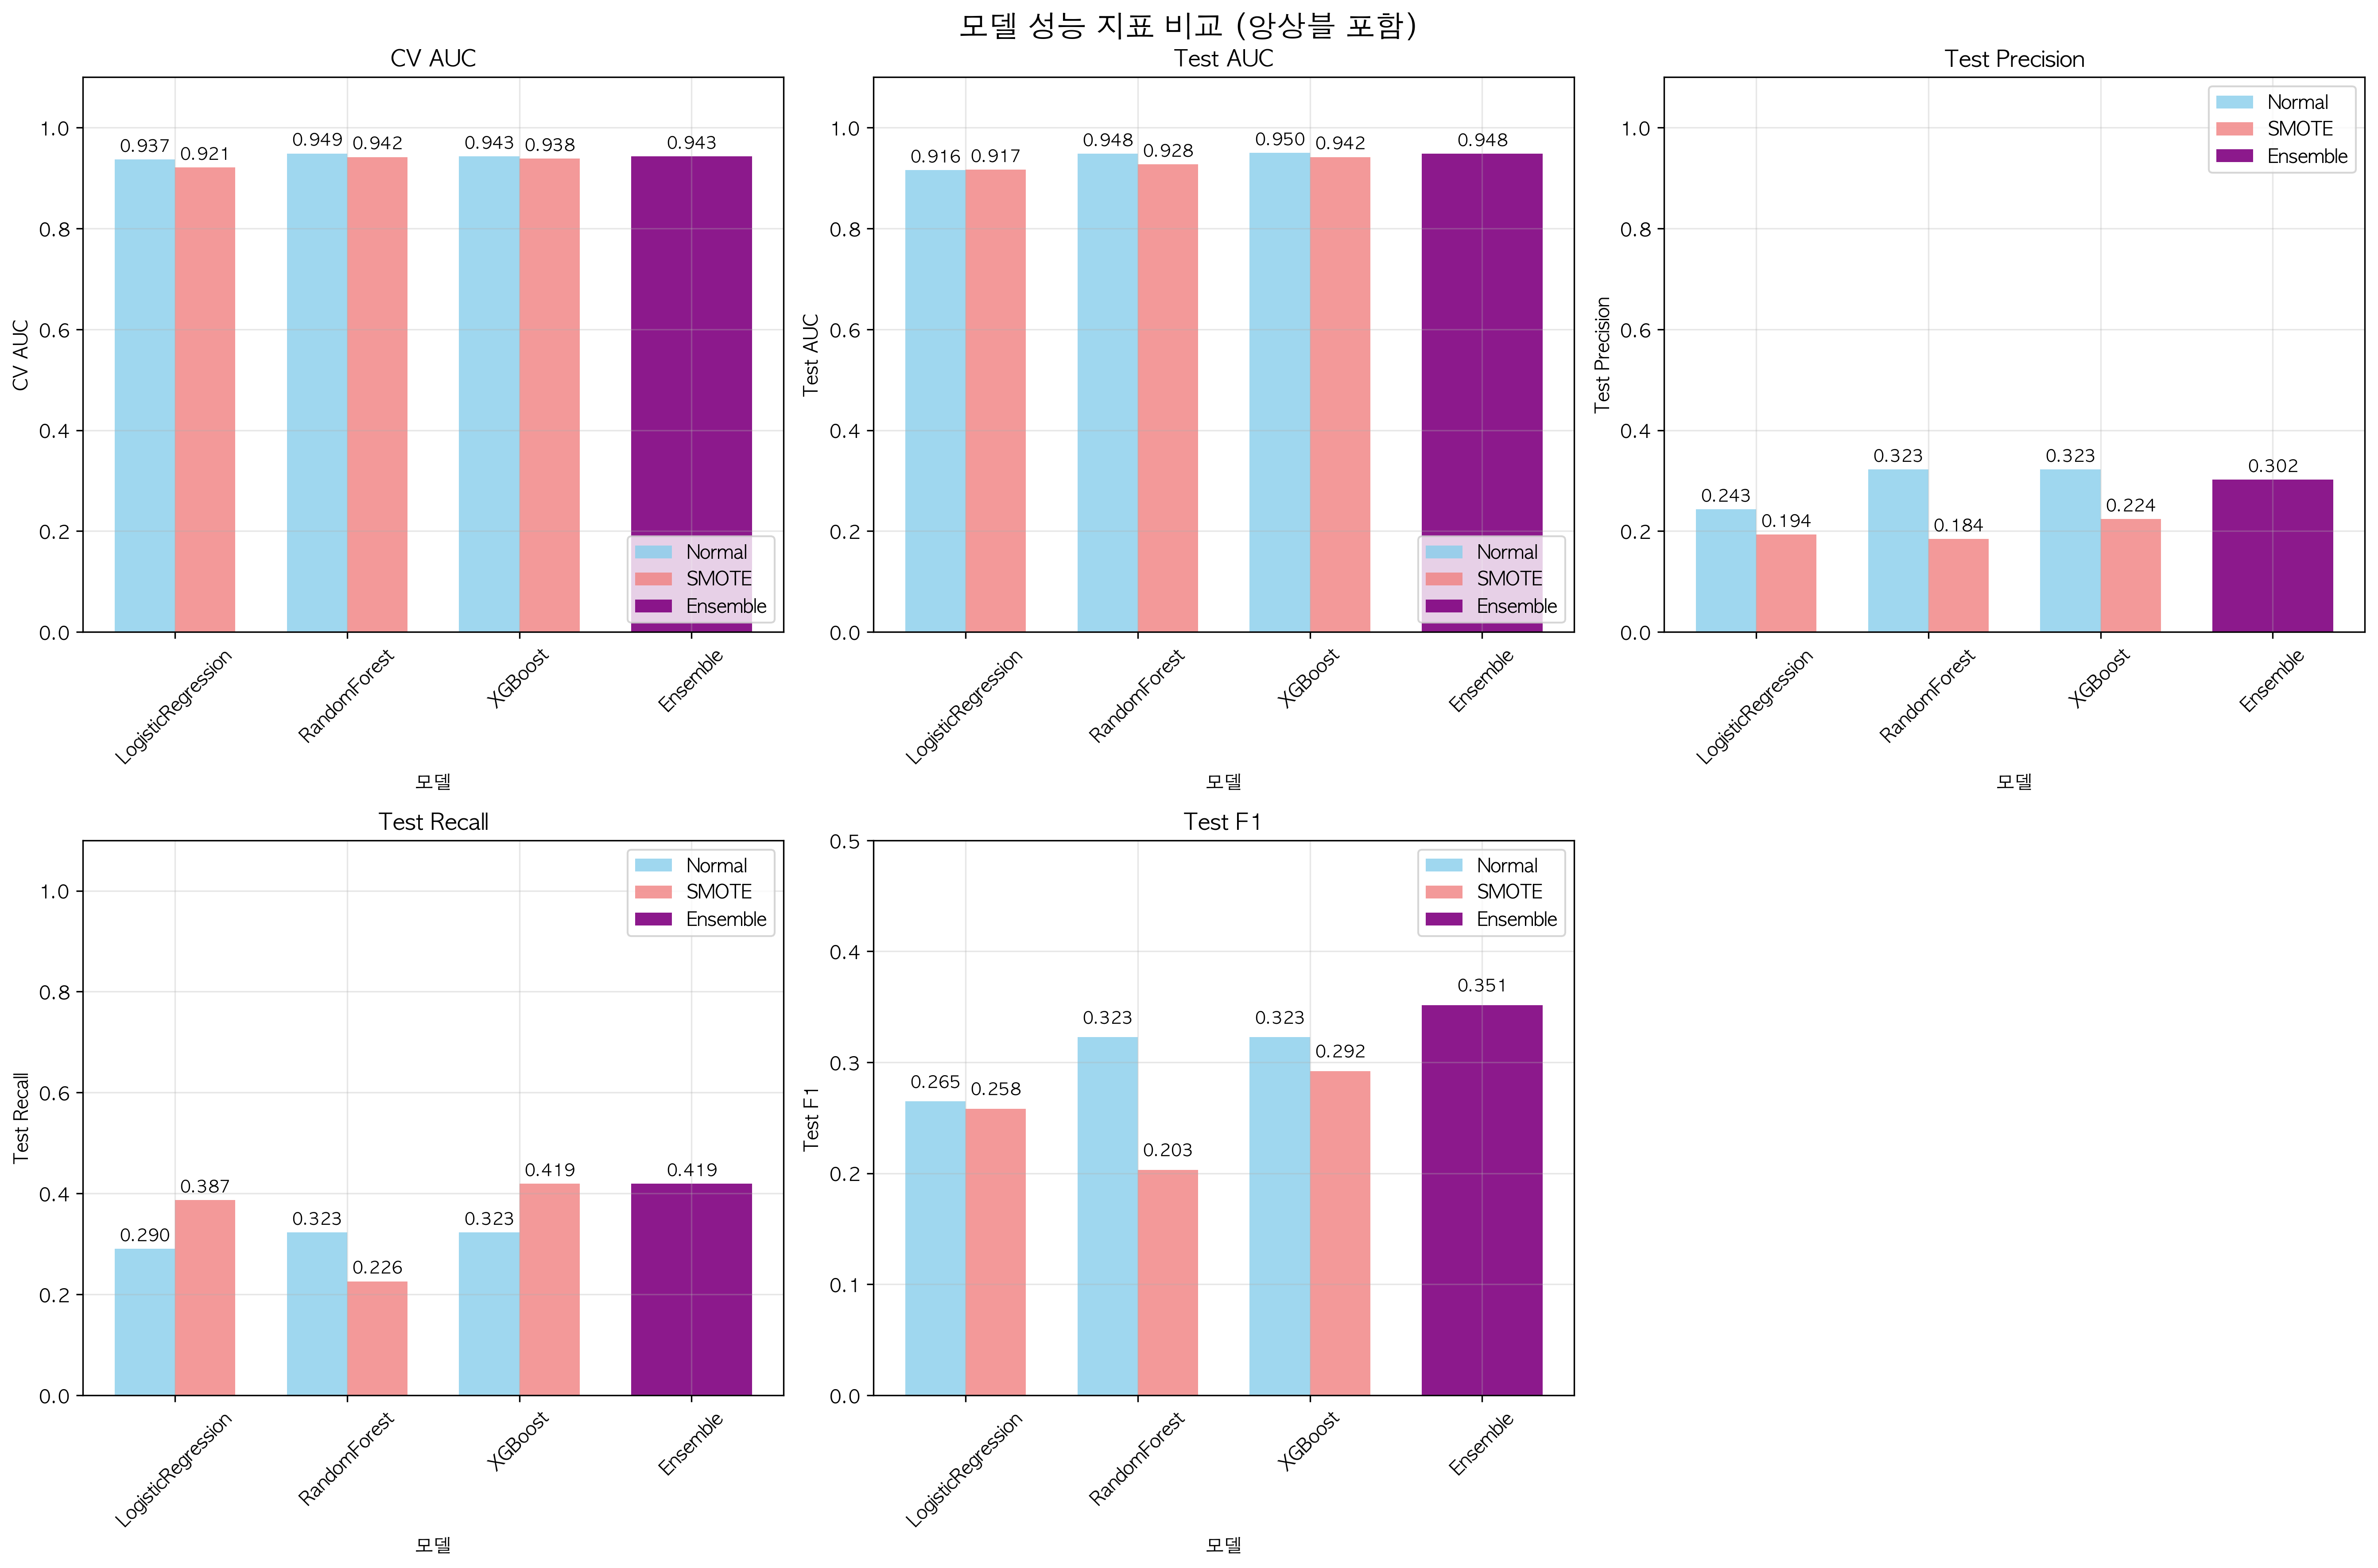 모델 성능 지표 비교 (앙상블 포함)
CV AUC
CV AUC
1.0
0.8
0.6
0.4
0.2
0.0
0.937
0.921
0.949
0.942
0.943
0.938
0.943
Normal
SMOTE
Ensemble
LogisticRegression
RandomForest
XGBoost
Ensemble
모델
Test AUC
Test AUC
1.0
0.8
0.6
0.4
0.2
0.0
0.916
0.917
0.948
0.928
0.950
0.942
0.948
Normal
SMOTE
Ensemble
LogisticRegression
RandomForest
XGBoost
Ensemble
모델
Test Precision
Test Precision
1.0
0.8
0.6
0.4
0.2
0.0
Normal
SMOTE
Ensemble
0.243
0.194
0.323
0.184
0.323
0.224
0.302
LogisticRegression
RandomForest
XGBoost
Ensemble
모델
Test Recall
Test Recall
1.0
0.8
0.6
0.4
0.2
0.0
Normal
SMOTE
Ensemble
0.290
0.387
0.323
0.226
0.323
0.419
0.419
LogisticRegression
RandomForest
XGBoost
Ensemble
모델
Test F1
Test F1
0.5
0.4
0.3
0.2
0.1
0.0
Normal
SMOTE
Ensemble
0.265
0.258
0.323
0.203
0.323
0.292
0.351
LogisticRegression
RandomForest
XGBoost
Ensemble
모델